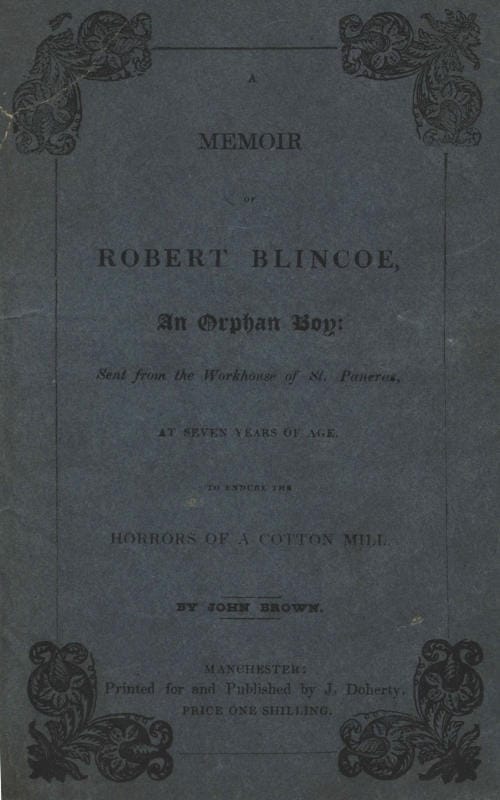 A
MEMOIR
OF
ROBERT BLINCOE,
An Orphan Boy:
Sent from the Workhouse of St. Pancras,
AT SEVEN YEARS OF AGE,
TO ENDURE THE
HORRORS OF A COTTON MILL.
BY JOHN BROWN.
MANCHESTER:
Printed for and Published by J. Doherty.
PRICE ONE SHILLING.